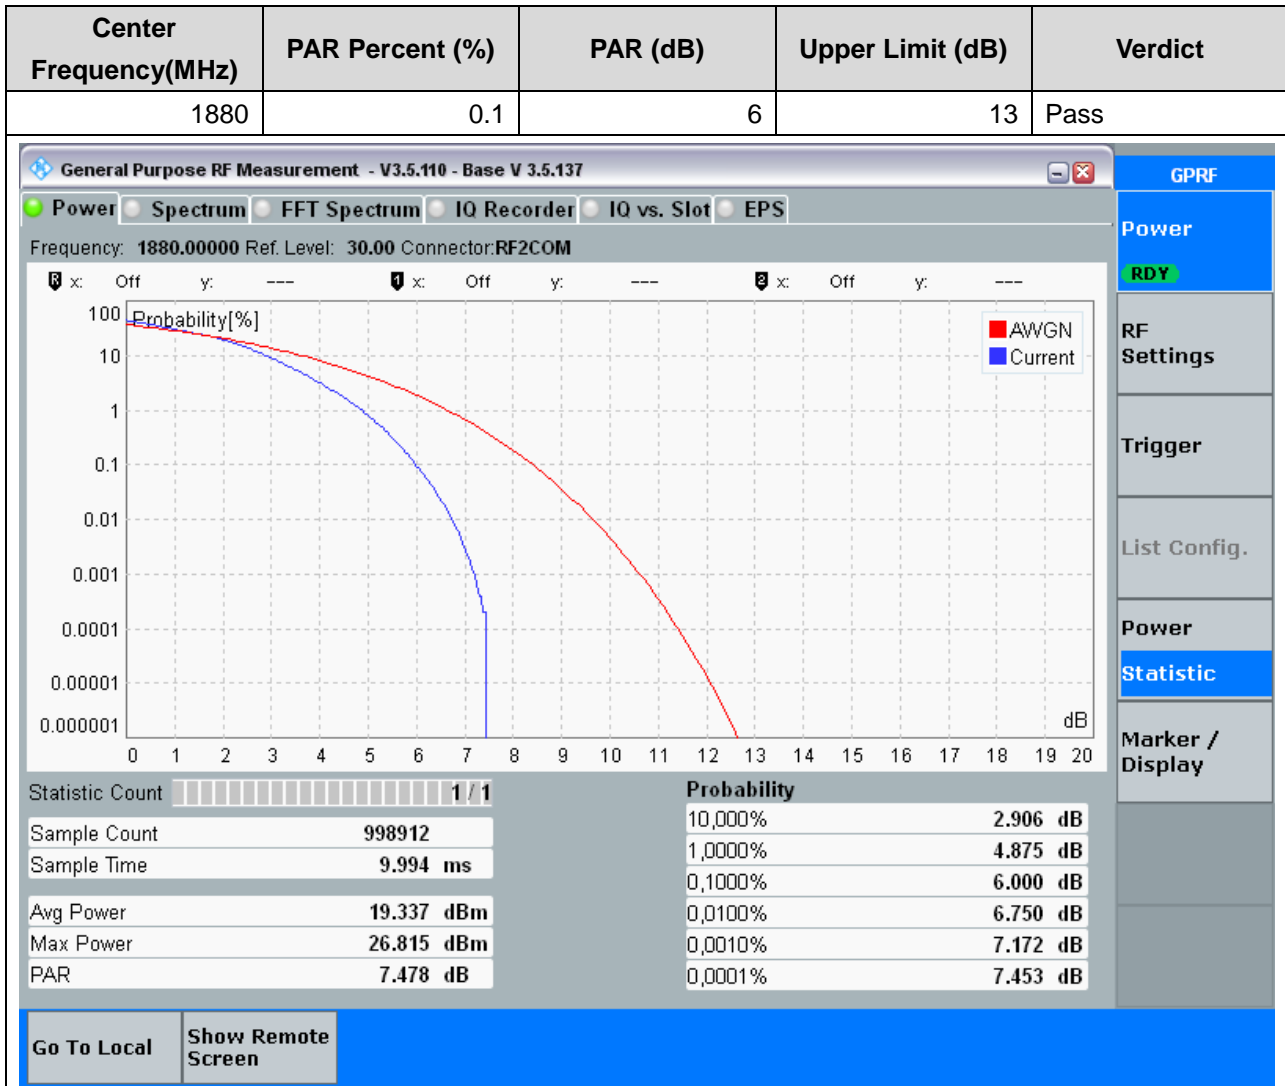 Center Frequency(MHz) PAR Percent (%) PAR (dB) Upper Limit (dB) Verdict
1880 0.1 6 13 Pass
General Purpose RF Measurement - V3.5.110 - Base V 3.5.137
GPRF
Power Spectrum FFT Spectrum IQ Recorder IQ vs. Slot EPS
Frequency: 1880.00000 Ref. Level: 30.00 Connector:RF2COM
R x: Off y: --- 1 x: Off y: --- 2 x: Off y: ---
Probability[%]
AWGN
Current
100
10
1
0.1
0.01
0.001
0.0001
0.00001
0.000001
dB
0 1 2 3 4 5 6 7 8 9 10 11 12 13 14 15 16 17 18 19 20
Statistic Count 1 / 1
Sample Count 998912
Sample Time 9.994 ms
Avg Power 19.337 dBm
Max Power 26.815 dBm
PAR 7.478 dB
Probability
10,000% 2.906 dB
1,0000% 4.875 dB
0,1000% 6.000 dB
0,0100% 6.750 dB
0,0010% 7.172 dB
0,0001% 7.453 dB
Power
RDY
RF
Settings
Trigger
List Config.
Power
Statistic
Marker /
Display
Go To Local
Show Remote
Screen